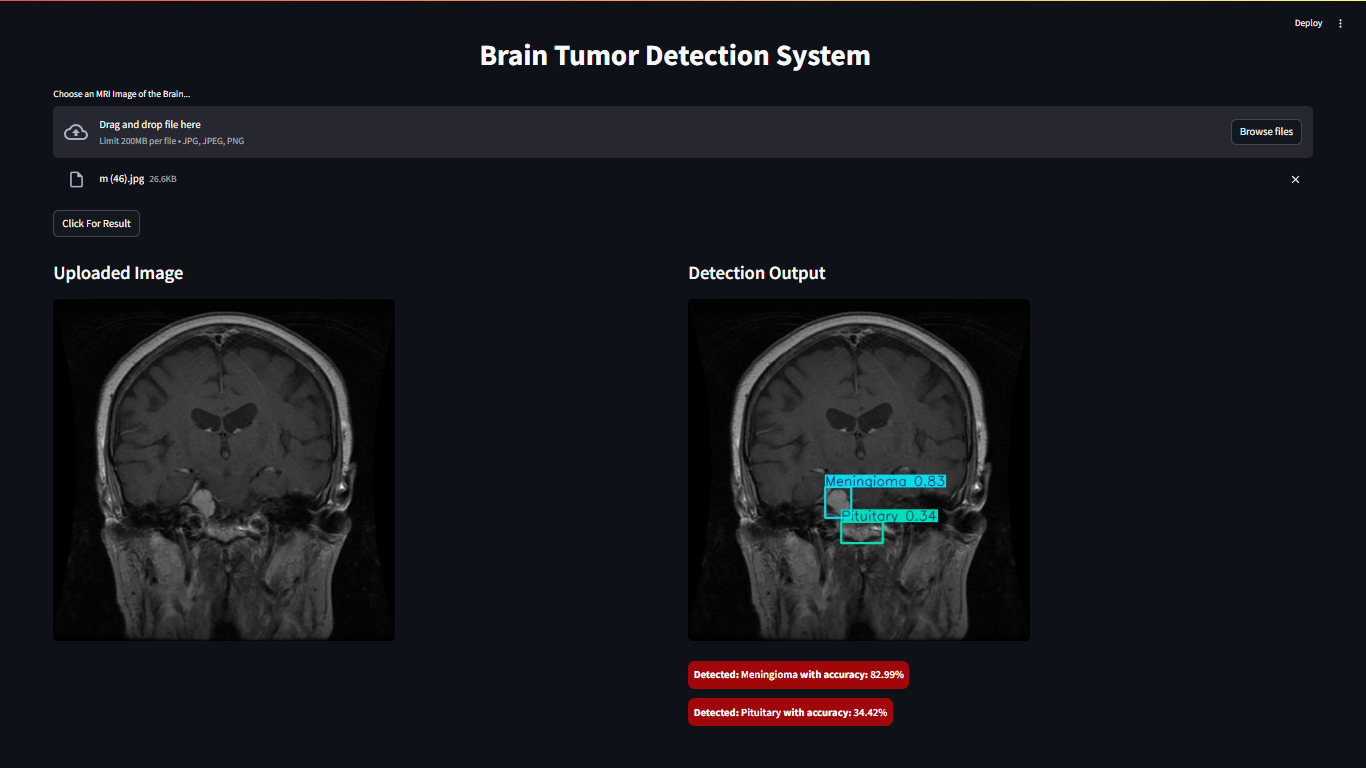 Deploy
Brain Tumor Detection System
Choose an MRI Image of the Brain...
Drag and drop file here
Limit 200MB per file • JPG, JPEG, PNG
Browse files
m (46).jpg 26.6KB
Click For Result
Uploaded Image
Detection Output
Meningioma 0.83
Pituitary 0.34
Detected: Meningioma with accuracy: 82.99%
Detected: Pituitary with accuracy: 34.42%